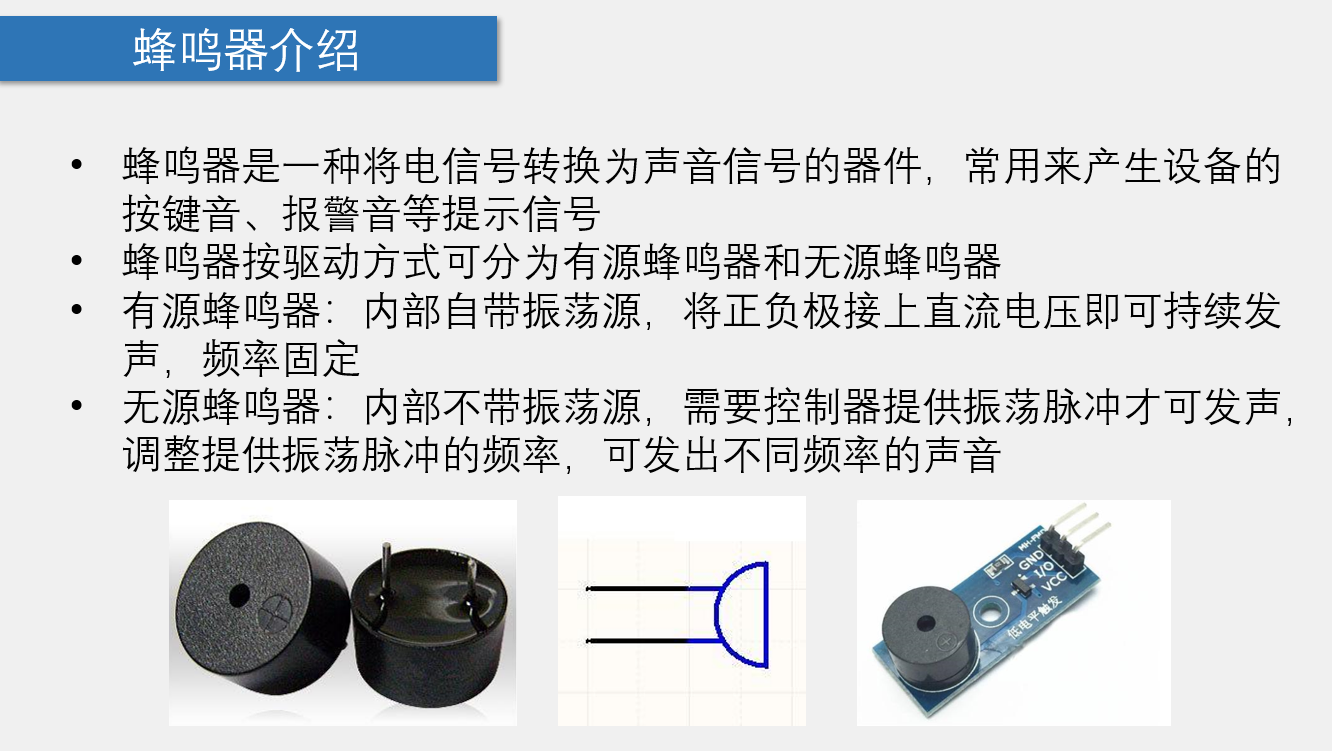 蜂鸣器介绍
• 蜂鸣器是一种将电信号转换为声音信号的器件，常用来产生设备的
按键音、报警音等提示信号
• 蜂鸣器按驱动方式可分为有源蜂鸣器和无源蜂鸣器
• 有源蜂鸣器：内部自带振荡源，将正负极接上直流电压即可持续发
声，频率固定
• 无源蜂鸣器：内部不带振荡源，需要控制器提供振荡脉冲才可发声，
调整提供振荡脉冲的频率，可发出不同频率的声音
GND
I/O
VCC
低电平触发